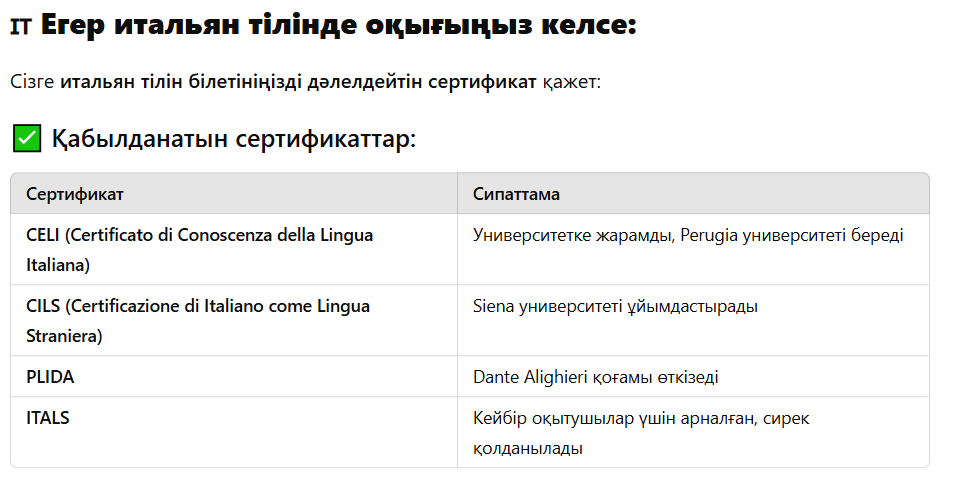 IT Егер итальян тілінде оқығыңыз келсе:
Сізге итальян тілін білетініңізді дәлелдейтін сертификат қажет:
✅ Қабылданатын сертификаттар:
Сертификат
Сипаттама
CELI (Certificato di Conoscenza della Lingua
Italiana)
Университетке жарамды, Perugia университеті береді
CILS (Certificazione di Italiano come Lingua
Straniera)
Siena университеті ұйымдастырады
PLIDA
Dante Alighieri қоғамы өткізеді
ITALS
Кейбір оқытушылар үшін арналған, сирек
қолданылады